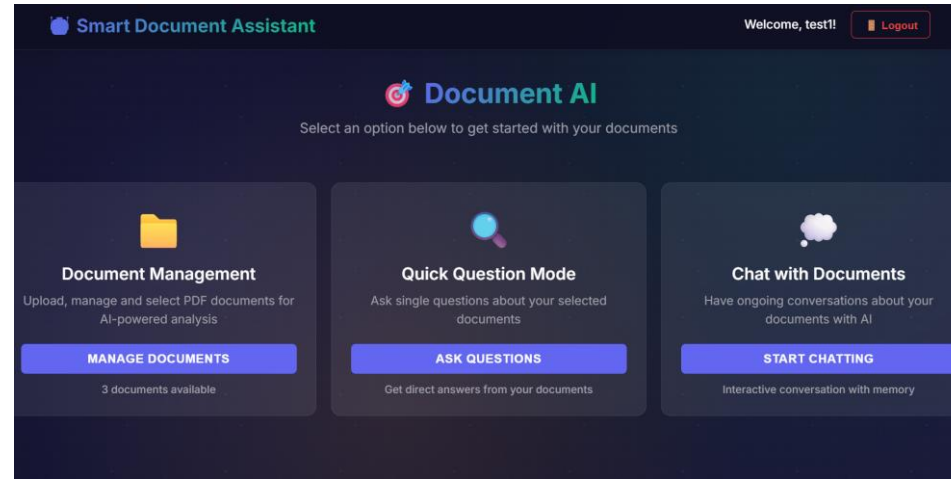 Smart Document Assistant
Welcome, test1!
Logout
Document AI
Select an option below to get started with your documents
Document Management
Upload, manage and select PDF documents for
AI-powered analysis
MANAGE DOCUMENTS
3 documents available
Quick Question Mode
Ask single questions about your selected
documents
ASK QUESTIONS
Get direct answers from your documents
Chat with Documents
Have ongoing conversations about your
documents with AI
START CHATTING
Interactive conversation with memory